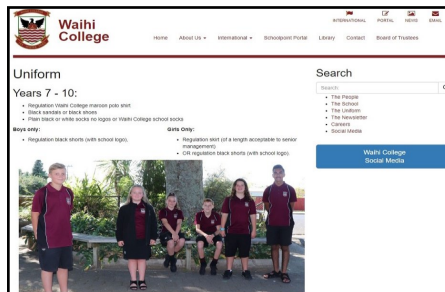 Waihi
College
INTERNATIONAL PORTAL NEWS EMAIL
Home About Us International Schoolpoint Portal Library Contact Board of Trustees
Uniform
Years 7 - 10:
Regulation Waihi College maroon polo shirt
Black sandals or black shoes
Plain black or white socks no logos or Waihi College school socks
Boys only:
Regulation black shorts (with school logo).
Girls Only:
Regulation skirt (of a length acceptable to senior
management)
OR regulation black shorts (with school logo).
Search
Search
The People
The School
The Uniform
The Newsletter
Careers
Social Media
Waihi College
Social Media